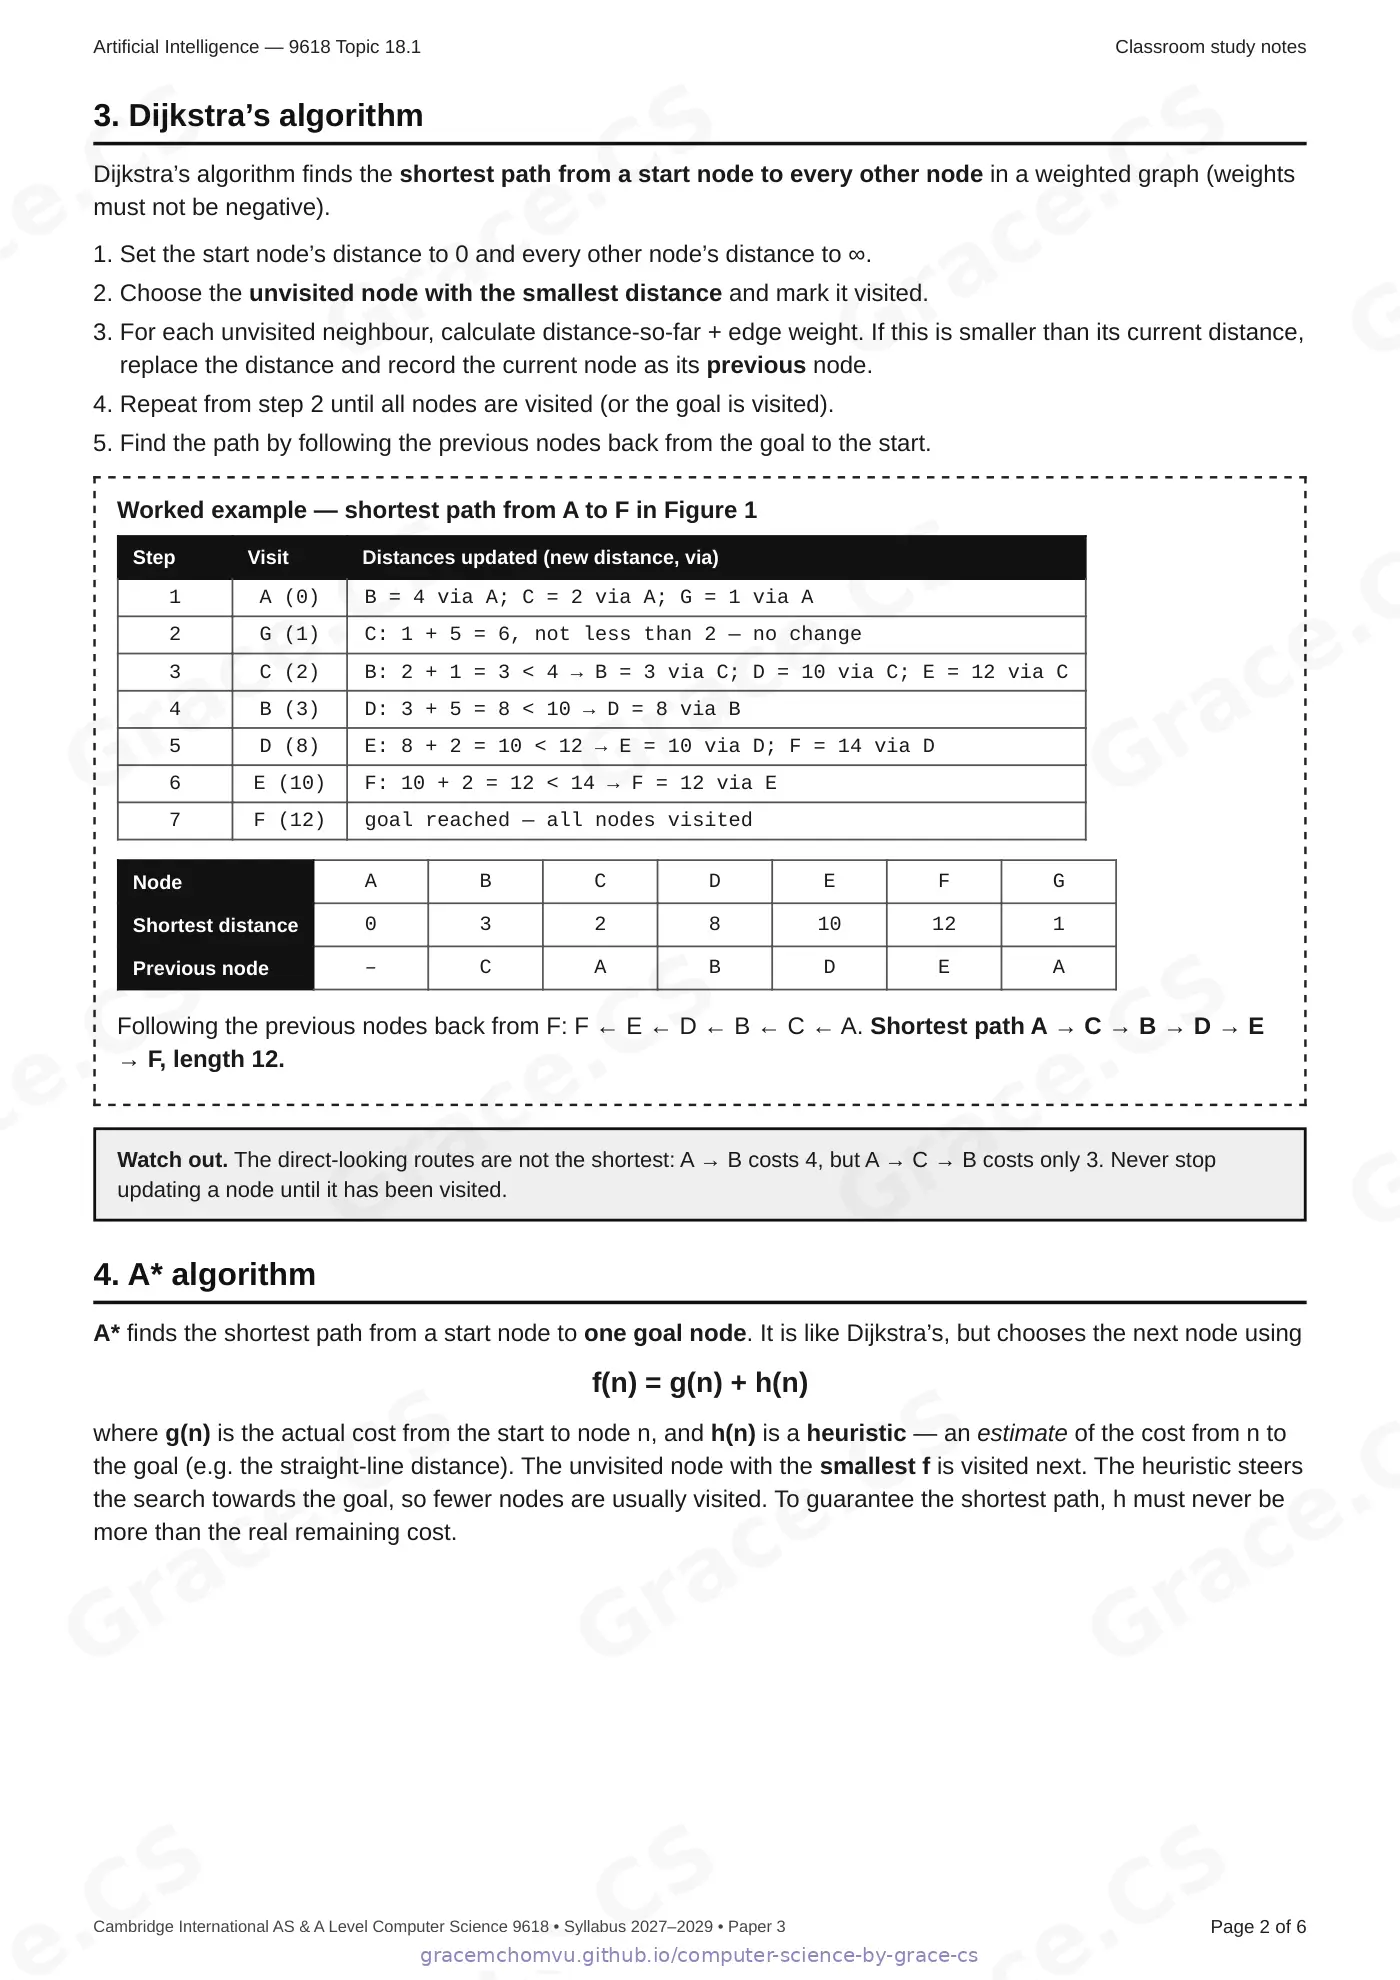 Artificial Intelligence — 9618 Topic 18.1 Classroom study notes
3. Dijkstra’s algorithm
Dijkstra’s algorithm finds the shortest path from a start node to every other node in a weighted graph (weights
must not be negative).
1. Set the start node’s distance to 0 and every other node’s distance to ∞.
2. Choose the unvisited node with the smallest distance and mark it visited.
3. For each unvisited neighbour, calculate distance-so-far + edge weight. If this is smaller than its current distance,
replace the distance and record the current node as its previous node.
4. Repeat from step 2 until all nodes are visited (or the goal is visited).
5. Find the path by following the previous nodes back from the goal to the start.
Worked example — shortest path from A to F in Figure 1
Step Visit Distances updated (new distance, via)
1 A (0) B = 4 via A; C = 2 via A; G = 1 via A
2 G (1) C: 1 + 5 = 6, not less than 2 — no change
3 C (2) B: 2 + 1 = 3 < 4 → B = 3 via C; D = 10 via C; E = 12 via C
4 B (3) D: 3 + 5 = 8 < 10 → D = 8 via B
5 D (8) E: 8 + 2 = 10 < 12 → E = 10 via D; F = 14 via D
6 E (10) F: 10 + 2 = 12 < 14 → F = 12 via E
7 F (12) goal reached — all nodes visited
Node A B C D E F G
Shortest distance 0 3 2 8 10 12 1
Previous node – C A B D E A
Following the previous nodes back from F: F ← E ← D ← B ← C ← A. Shortest path A → C → B → D → E
→ F, length 12.
Watch out. The direct-looking routes are not the shortest: A → B costs 4, but A → C → B costs only 3. Never stop
updating a node until it has been visited.
4. A* algorithm
A* finds the shortest path from a start node to one goal node. It is like Dijkstra’s, but chooses the next node using
f(n) = g(n) + h(n)
where g(n) is the actual cost from the start to node n, and h(n) is a heuristic — an estimate of the cost from n to
the goal (e.g. the straight-line distance). The unvisited node with the smallest f is visited next. The heuristic steers
the search towards the goal, so fewer nodes are usually visited. To guarantee the shortest path, h must never be
more than the real remaining cost.
Cambridge International AS & A Level Computer Science 9618 • Syllabus 2027–2029 • Paper 3 Page 2 of 6
gracemchomvu.github.io/computer-science-by-grace-cs
Grace.CS